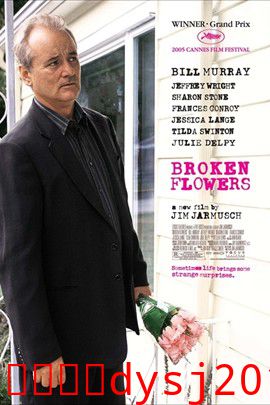 WINNER - Grand Prix
2005 CANNES FILM FESTIVAL
BILL MURRAY
JEFFREY WRIGHT
SHARON STONE
FRANCES CONROY
JESSICA LANGE
TILDA SWINTON
JULIE DELPY
BROKEN
FLOWERS
a new film by
JIM JARMUSCH
Sometimes life brings some
strange surprises.
dysj20